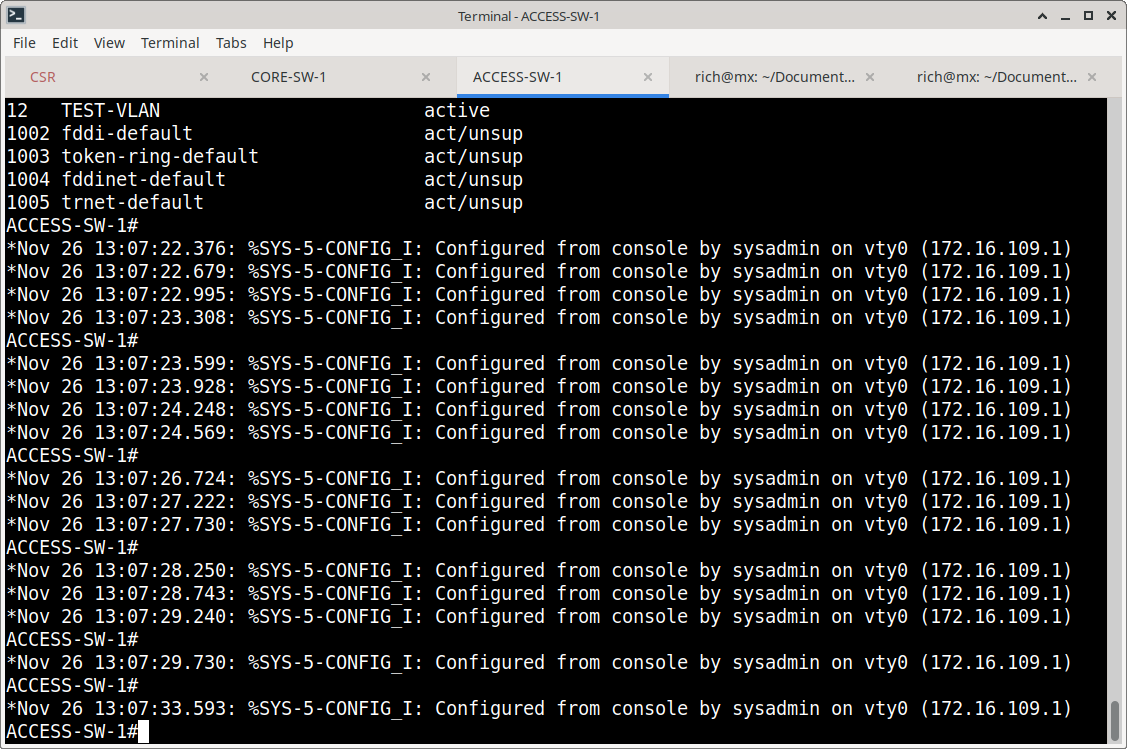 Terminal - ACCESS-SW-1
File Edit View Terminal Tabs Help
CSR CORE-SW-1 ACCESS-SW-1 rich@mx: ~/Document... rich@mx: ~/Document...
12   TEST-VLAN                        active
1002 fddi-default                     act/unsup
1003 token-ring-default               act/unsup
1004 fddinet-default                  act/unsup
1005 trnet-default                    act/unsup
ACCESS-SW-1#
*Nov 26 13:07:22.376: %SYS-5-CONFIG_I: Configured from console by sysadmin on vty0 (172.16.109.1)
*Nov 26 13:07:22.679: %SYS-5-CONFIG_I: Configured from console by sysadmin on vty0 (172.16.109.1)
*Nov 26 13:07:22.995: %SYS-5-CONFIG_I: Configured from console by sysadmin on vty0 (172.16.109.1)
*Nov 26 13:07:23.308: %SYS-5-CONFIG_I: Configured from console by sysadmin on vty0 (172.16.109.1)
ACCESS-SW-1#
*Nov 26 13:07:23.599: %SYS-5-CONFIG_I: Configured from console by sysadmin on vty0 (172.16.109.1)
*Nov 26 13:07:23.928: %SYS-5-CONFIG_I: Configured from console by sysadmin on vty0 (172.16.109.1)
*Nov 26 13:07:24.248: %SYS-5-CONFIG_I: Configured from console by sysadmin on vty0 (172.16.109.1)
*Nov 26 13:07:24.569: %SYS-5-CONFIG_I: Configured from console by sysadmin on vty0 (172.16.109.1)
ACCESS-SW-1#
*Nov 26 13:07:26.724: %SYS-5-CONFIG_I: Configured from console by sysadmin on vty0 (172.16.109.1)
*Nov 26 13:07:27.222: %SYS-5-CONFIG_I: Configured from console by sysadmin on vty0 (172.16.109.1)
*Nov 26 13:07:27.730: %SYS-5-CONFIG_I: Configured from console by sysadmin on vty0 (172.16.109.1)
ACCESS-SW-1#
*Nov 26 13:07:28.250: %SYS-5-CONFIG_I: Configured from console by sysadmin on vty0 (172.16.109.1)
*Nov 26 13:07:28.743: %SYS-5-CONFIG_I: Configured from console by sysadmin on vty0 (172.16.109.1)
*Nov 26 13:07:29.240: %SYS-5-CONFIG_I: Configured from console by sysadmin on vty0 (172.16.109.1)
ACCESS-SW-1#
*Nov 26 13:07:29.730: %SYS-5-CONFIG_I: Configured from console by sysadmin on vty0 (172.16.109.1)
ACCESS-SW-1#
*Nov 26 13:07:33.593: %SYS-5-CONFIG_I: Configured from console by sysadmin on vty0 (172.16.109.1)
ACCESS-SW-1#